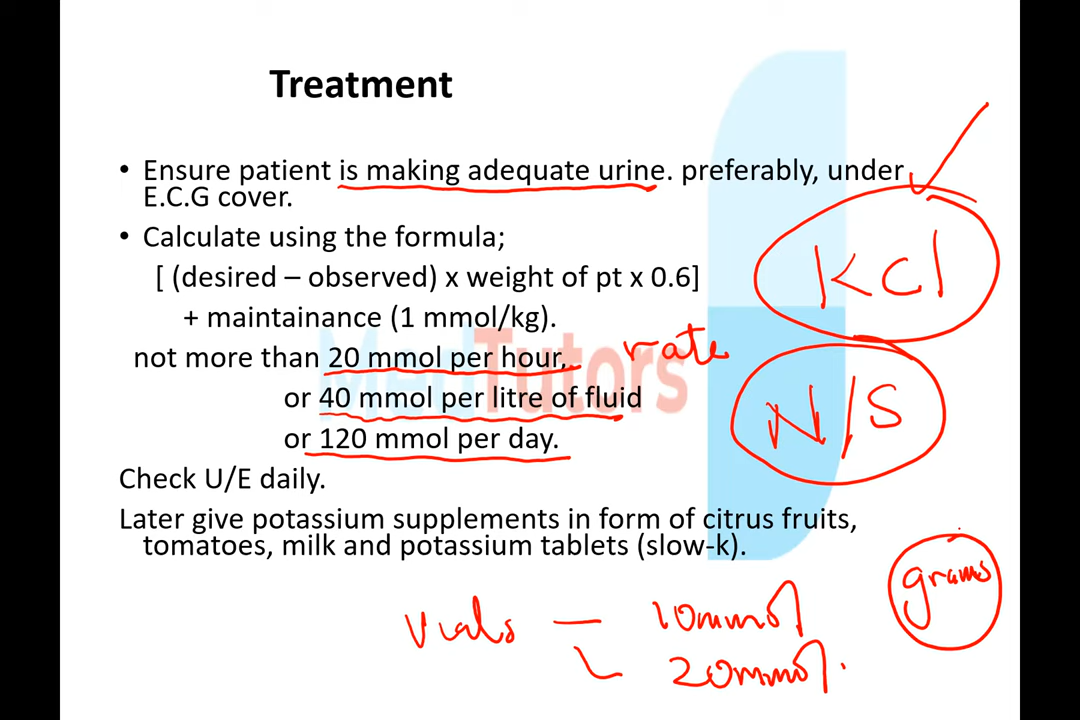 Treatment
• Ensure patient is making adequate urine. preferably, under
E.C.G cover.
• Calculate using the formula;
[ (desired – observed) x weight of pt x 0.6]
+ maintainance (1 mmol/kg).
not more than 20 mmol per hour,
or 40 mmol per litre of fluid
or 120 mmol per day.
Check U/E daily.
Later give potassium supplements in form of citrus fruits,
tomatoes, milk and potassium tablets (slow-k).
KCl
rate
N/S
grams
Vials — 10mmol
20mmol.
MedTutors